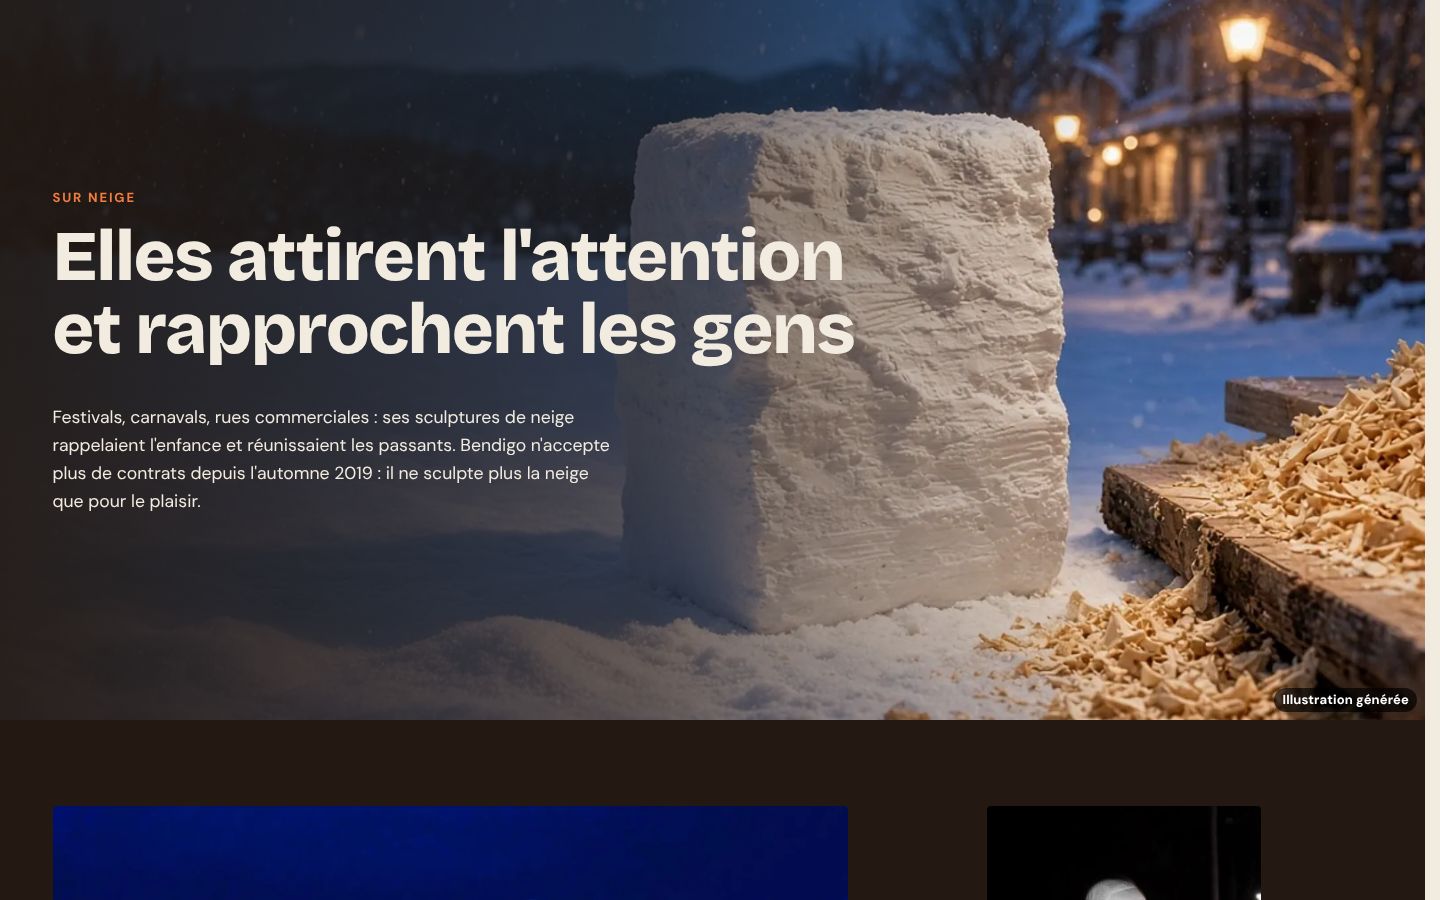 SUR NEIGE
Elles attirent l'attention
et rapprochent les gens
Festivals, carnavals, rues commerciales : ses sculptures de neige
rappelaient l'enfance et réunissaient les passants. Bendigo n'accepte
plus de contrats depuis l'automne 2019 : il ne sculpte plus la neige
que pour le plaisir.
Illustration générée